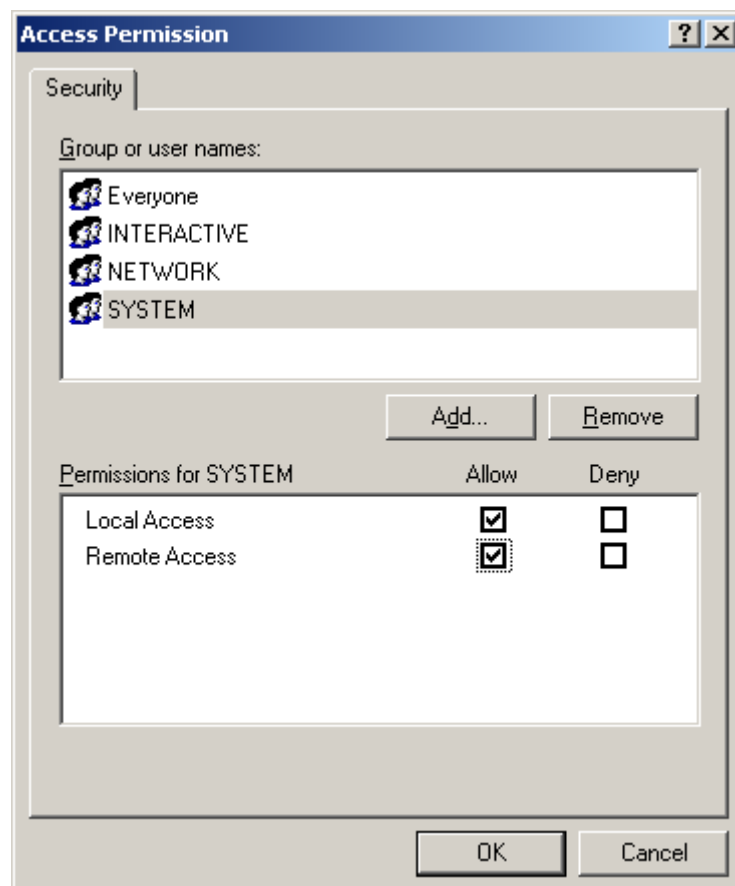 Access Permission
Security
Group or user names:
Everyone
INTERACTIVE
NETWORK
SYSTEM
Add...
Remove
Permissions for SYSTEM Allow Deny
Local Access
Remote Access
OK
Cancel